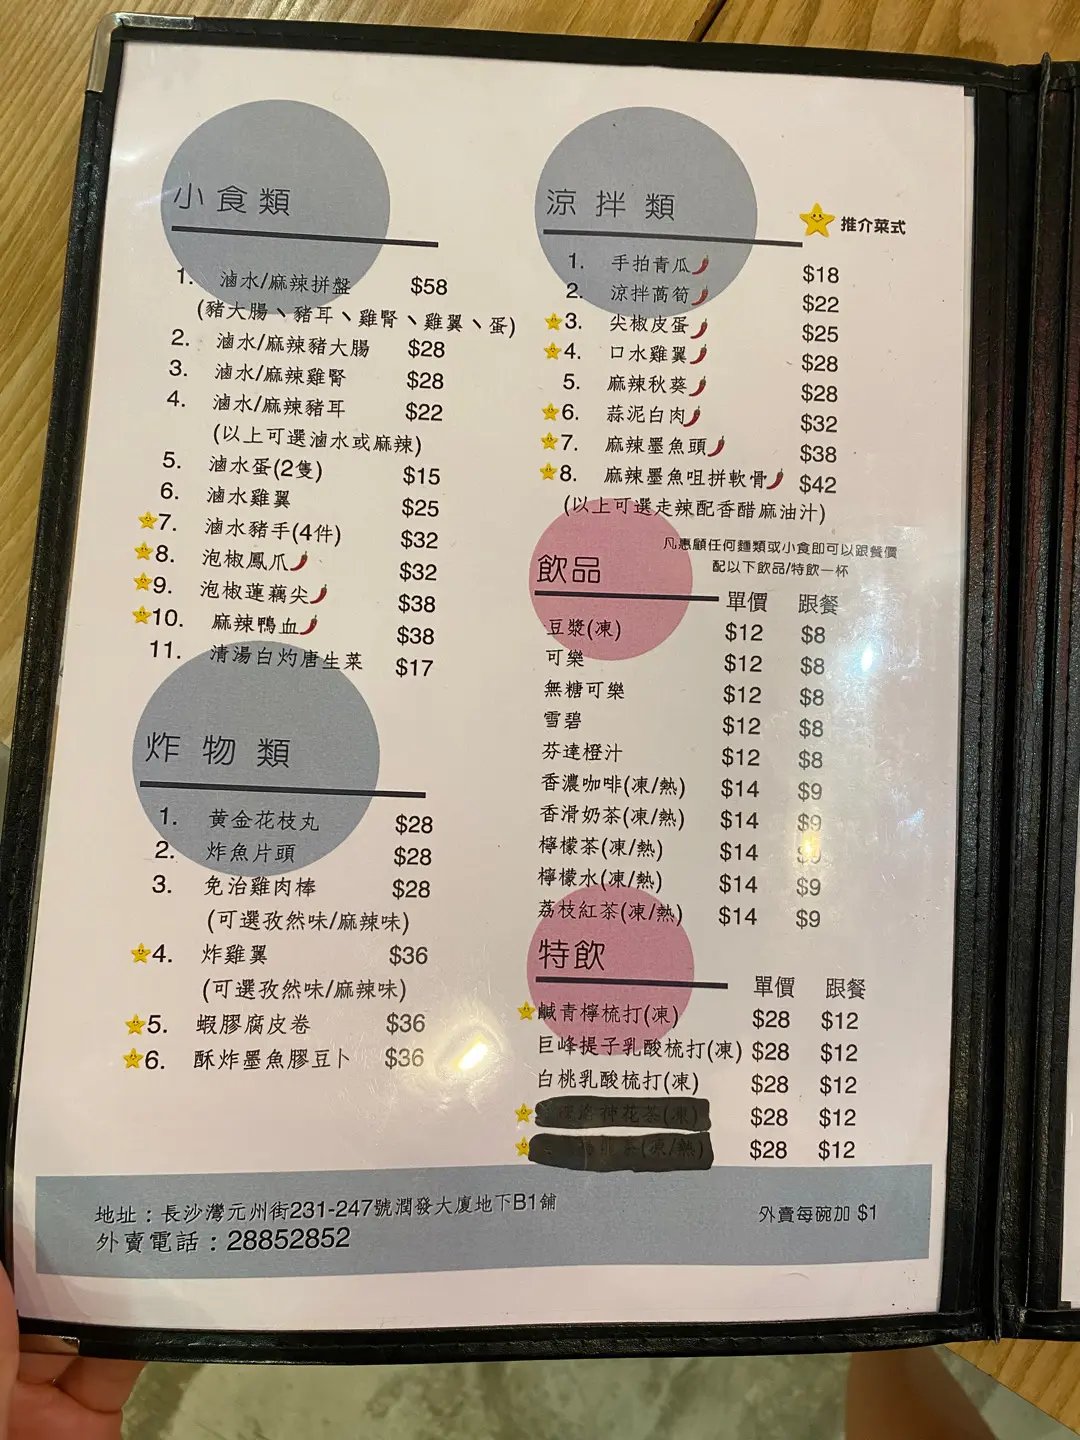 小食類
1. 滷水/麻辣拼盤 $58
(豬大腸、豬耳、雞腎、雞翼、蛋)
2. 滷水/麻辣豬大腸 $28
3. 滷水/麻辣雞腎 $28
4. 滷水/麻辣豬耳 $22
(以上可選滷水或麻辣)
5. 滷水蛋(2隻) $15
6. 滷水雞翼 $25
7. 滷水豬手(4件) $32
8. 泡椒鳳爪 $32
9. 泡椒蓮藕尖 $38
10. 麻辣鴨血 $38
11. 清湯白灼唐生菜 $17
炸物類
1. 黃金花枝丸 $28
2. 炸魚片頭 $28
3. 免治雞肉棒 $28
(可選孜然味/麻辣味)
4. 炸雞翼 $36
(可選孜然味/麻辣味)
5. 蝦膠腐皮卷 $36
6. 酥炸墨魚膠豆卜 $36
涼拌類
推介菜式
1. 手拍青瓜 $18
2. 涼拌萵筍 $22
3. 尖椒皮蛋 $25
4. 口水雞翼 $28
5. 麻辣秋葵 $28
6. 蒜泥白肉 $32
7. 麻辣墨魚頭 $38
8. 麻辣墨魚咀拼軟骨 $42
(以上可選走辣配香醋麻油汁)
飲品
凡惠顧任何麵類或小食即可以跟餐價
配以下飲品/特飲一杯
單價 跟餐
豆漿(凍) $12 $8
可樂 $12 $8
無糖可樂 $12 $8
雪碧 $12 $8
芬達橙汁 $12 $8
香濃咖啡(凍/熱) $14 $9
香滑奶茶(凍/熱) $14 $9
檸檬茶(凍/熱) $14
檸檬水(凍/熱) $14 $9
荔枝紅茶(凍/熱) $14 $9
特飲
單價 跟餐
鹹青檸梳打(凍) $28 $12
巨峰提子乳酸梳打(凍) $28 $12
白桃乳酸梳打(凍) $28 $12
花茶(凍) $28 $12
茶(凍/熱) $28 $12
地址：長沙灣元州街231-247號潤發大廈地下B1舖
外賣電話：28852852
外賣每碗加 $1